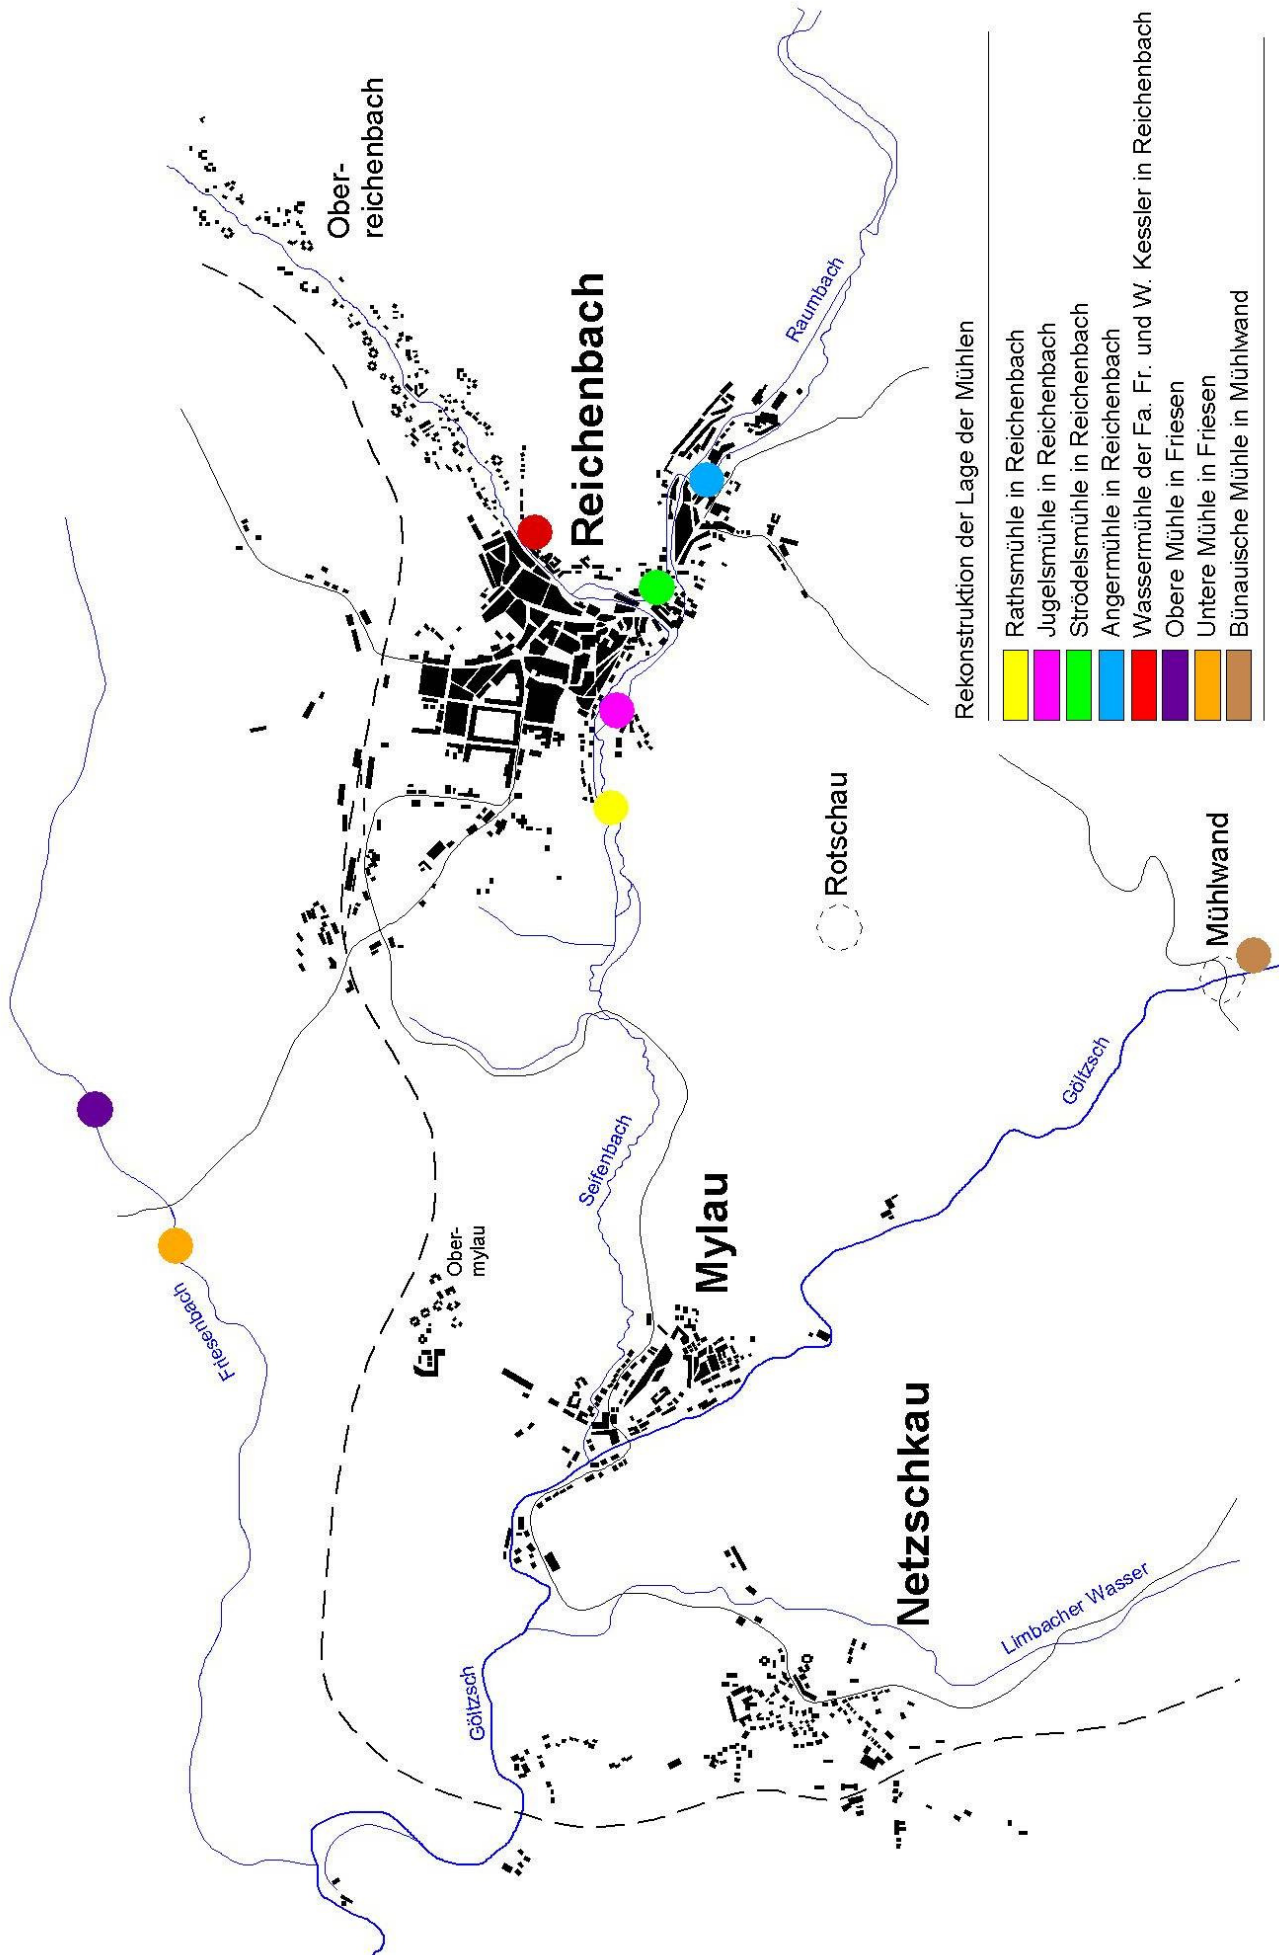 Friesenbach
Göltzsch
Ober-
mylau
Seifenbach
Mylau
Netzschkau
Limbacher Wasser
Göltzsch
Ober-
reichenbach
Reichenbach
Raumbach
Rotschau
Mühlwand
Rekonstruktion der Lage der Mühlen
Rathsmühle in Reichenbach
Jugelsmühle in Reichenbach
Strödelsmühle in Reichenbach
Angermühle in Reichenbach
Wassermühle der Fa. Fr. und W. Kessler in Reichenbach
Obere Mühle in Friesen
Untere Mühle in Friesen
Bünauische Mühle in Mühlwand